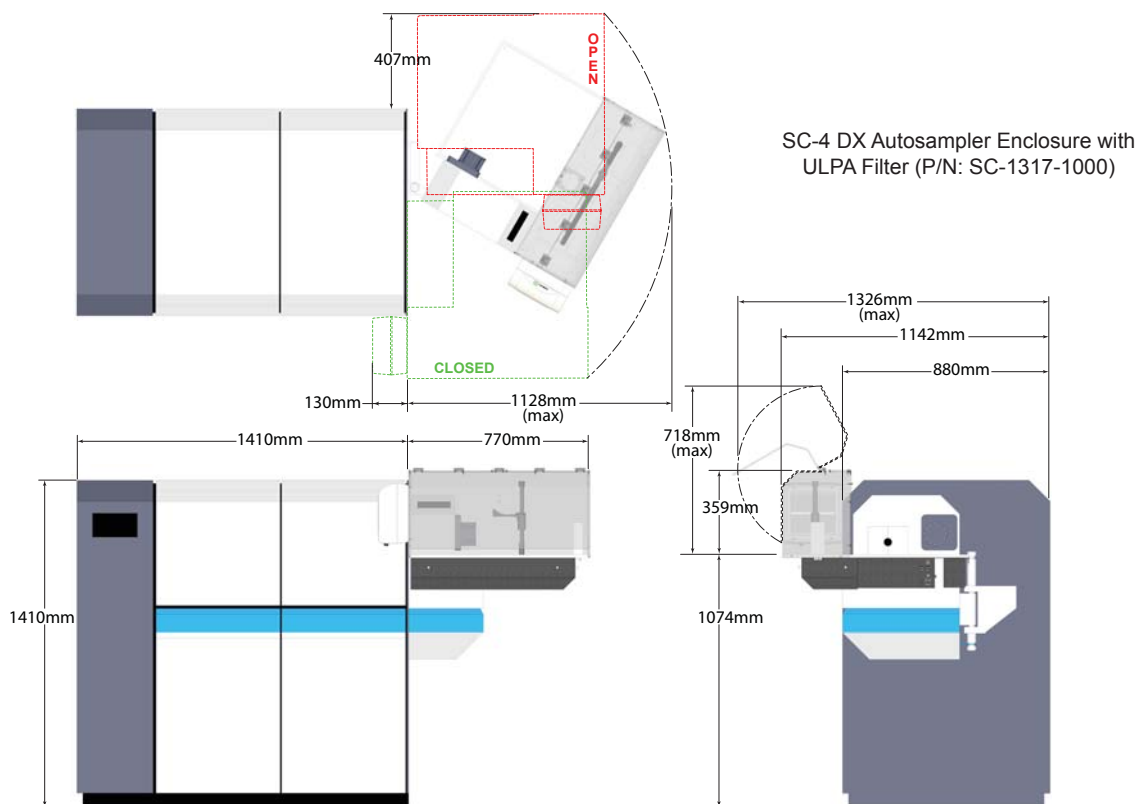 407mm
OPEN
SC-4 DX Autosampler Enclosure with
ULPA Filter (P/N: SC-1317-1000)
CLOSED
130mm
1128mm
(max)
1326mm
(max)
1142mm
880mm
1410mm
770mm
718mm
(max)
359mm
1410mm
1074mm